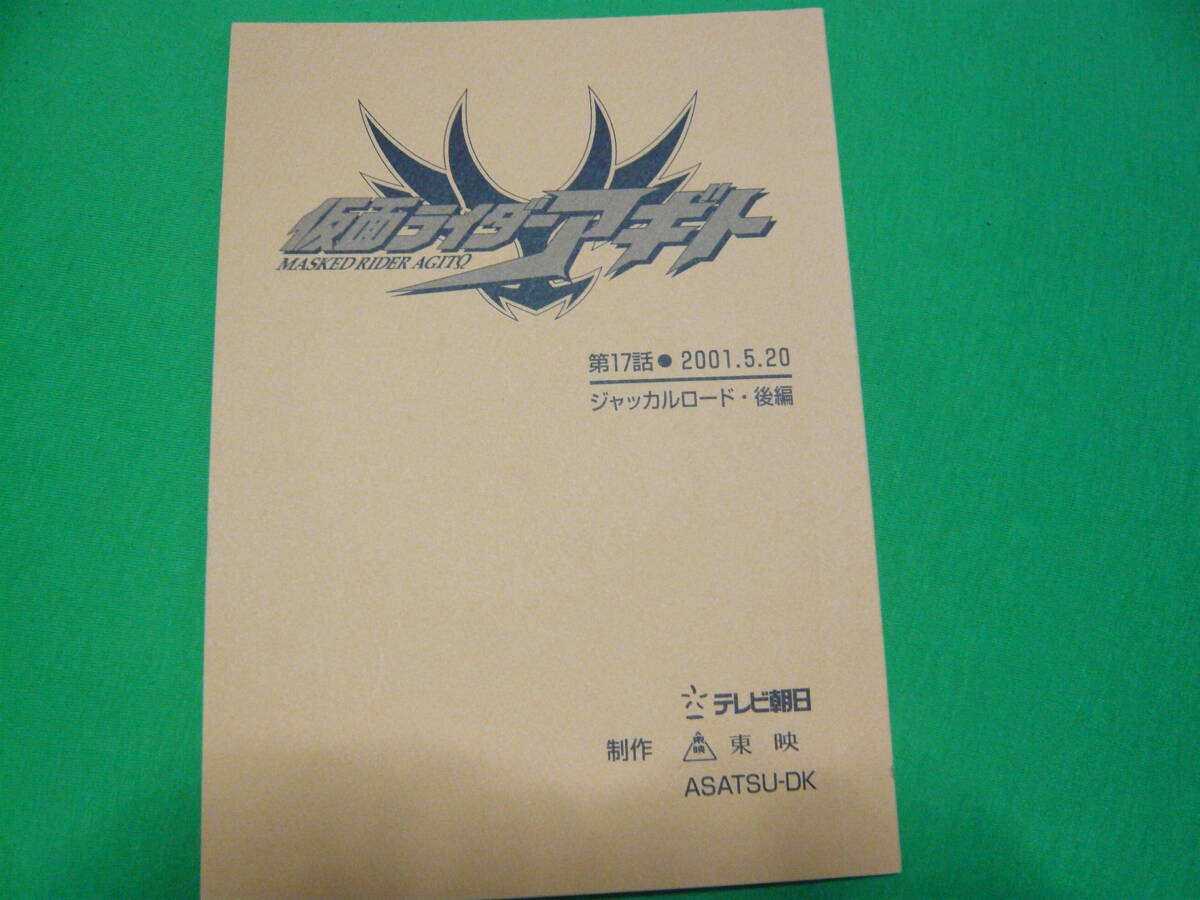 仮面ライダーアギト
MASKED RIDER AGITO
第17話●2001.5.20
ジャッカルロード・後編
テレビ朝日
制作 東映 東映
ASATSU-DK